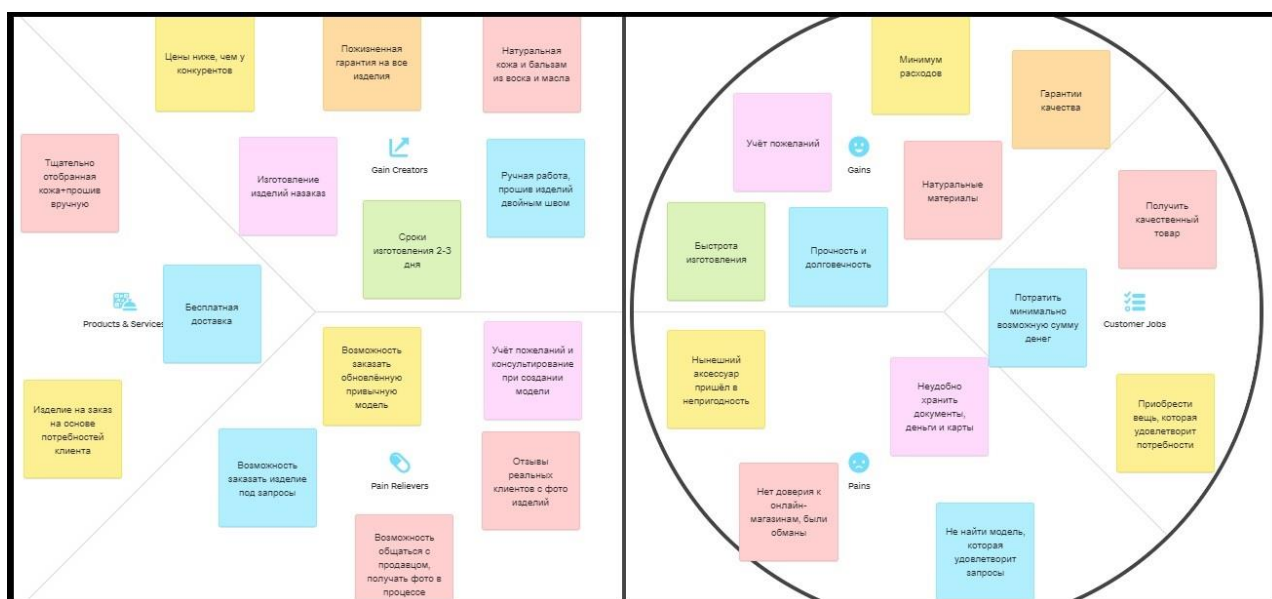 Цены ниже, чем у
конкурентов
Пожизненная
гарантия на все
изделия
Натуральная
кожа и бальзам
из воска и масла
Тщательно
отобранная
кожа+прошив
вручную
Изготовление
изделий назаказ
Gain Creators
Ручная работа,
прошив изделий
двойным швом
Сроки
изготовления 2-3
дня
Products & Services
Бесплатная
доставка
Изделие на заказ
на основе
потребностей
клиента
Возможность
заказать
обновлённую
привычную
модель
Учёт пожеланий и
консультирование
при создании
модели
Возможность
заказать изделие
под запросы
Pain Relievers
Отзывы
реальных
клиентов с фото
изделий
Возможность
общаться с
продавцом,
получать фото в
процессе
Минимум
расходов
Гарантии
качества
Учёт пожеланий
Gains
Натуральные
материалы
Получить
качественный
товар
Быстрота
изготовления
Прочность и
долговечность
Потратить
минимально
возможную сумму
денег
Customer Jobs
Нынешний
аксессуар
пришёл в
непригодность
Неудобно
хранить
документы,
деньги и карты
Приобрести
вещь, которая
удовлетворит
потребности
Нет доверия к
онлайн-
магазинам, были
обманы
Pains
Не найти модель,
которая
удовлетворит
запросы